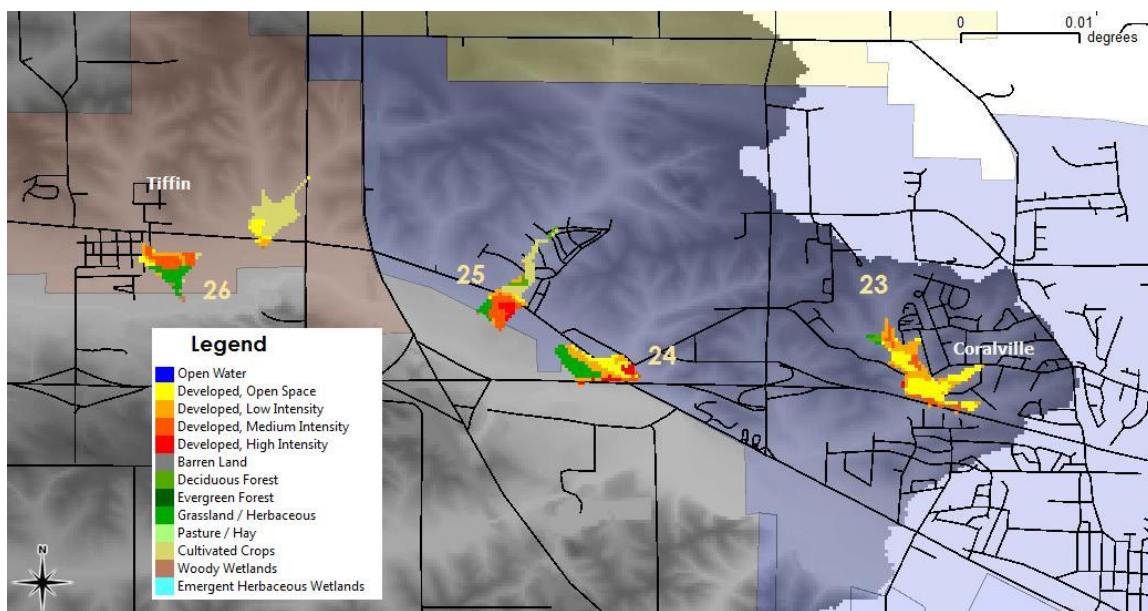 0 0.01
degrees
Tiffin
26
25
24
23
Coralville
Legend
Open Water
Developed, Open Space
Developed, Low Intensity
Developed, Medium Intensity
Developed, High Intensity
Barren Land
Deciduous Forest
Evergreen Forest
Grassland / Herbaceous
Pasture / Hay
Cultivated Crops
Woody Wetlands
Emergent Herbaceous Wetlands
N